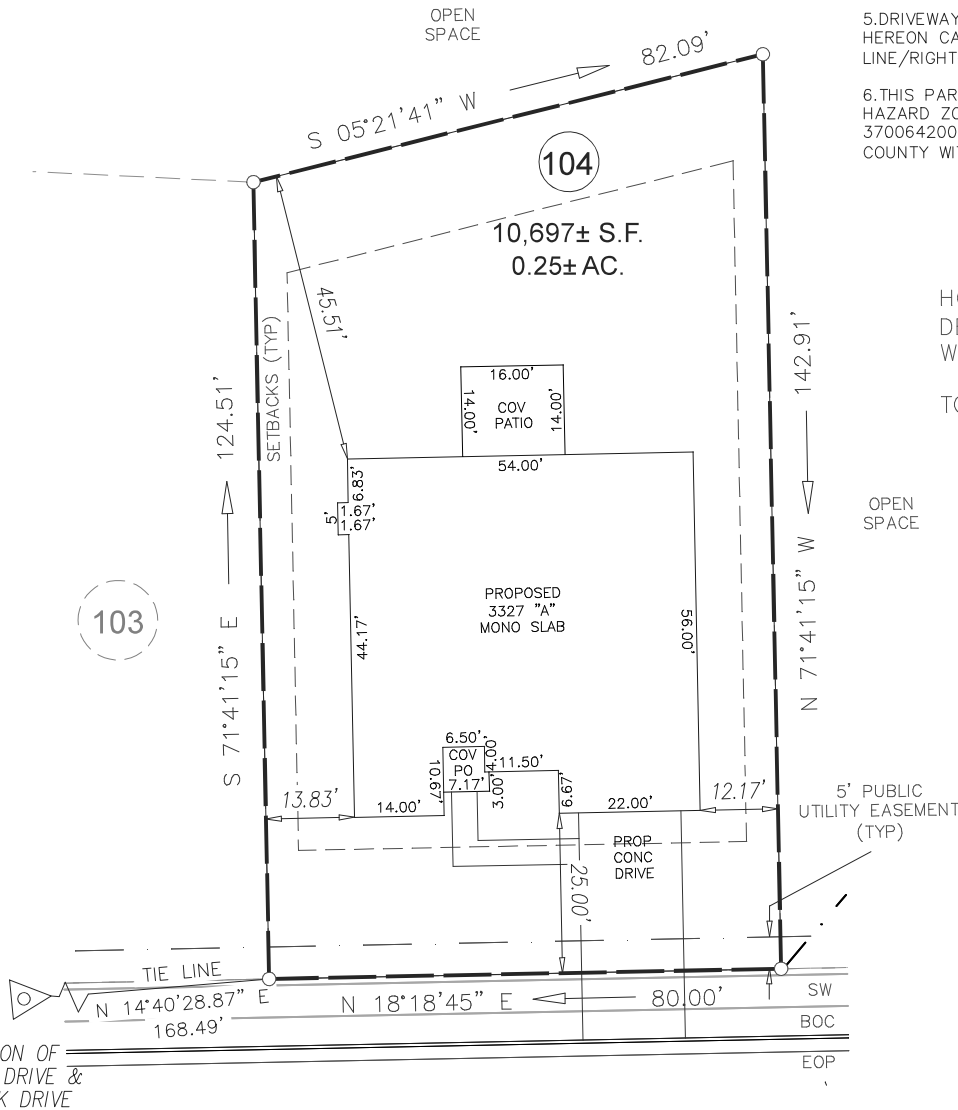 OPEN
SPACE
5.DRIVEWAY
HEREON CA
LINE/RIGHT
6.THIS PAR
HAZARD ZO
370064200
COUNTY WI
S 05°21'41" W
82.09'
104
10,697± S.F.
0.25± AC.
45.51'
SETBACKS (TYP)
S 71°41'15" E
124.51'
142.91'
N 71°41'15" W
HO
TO
OPEN
SPACE
16.00'
14.00'
COV
PATIO
14.00'
54.00'
6.83'
5'
1.67'
1.67'
103
PROPOSED
3327 "A"
MONO SLAB
44.17'
56.00'
6.50'
COV
PO
7.17'
10.67'
4.00'
3.00'
11.50'
6.67'
13.83'
14.00'
22.00'
12.17'
5' PUBLIC
UTILITY EASEMENT
(TYP)
PROP
CONC
DRIVE
25.00'
TIE LINE
N 14°40'28.87" E
168.49'
N 18°18'45" E
80.00'
SW
BOC
EOP
ON OF
DRIVE &
K DRIVE